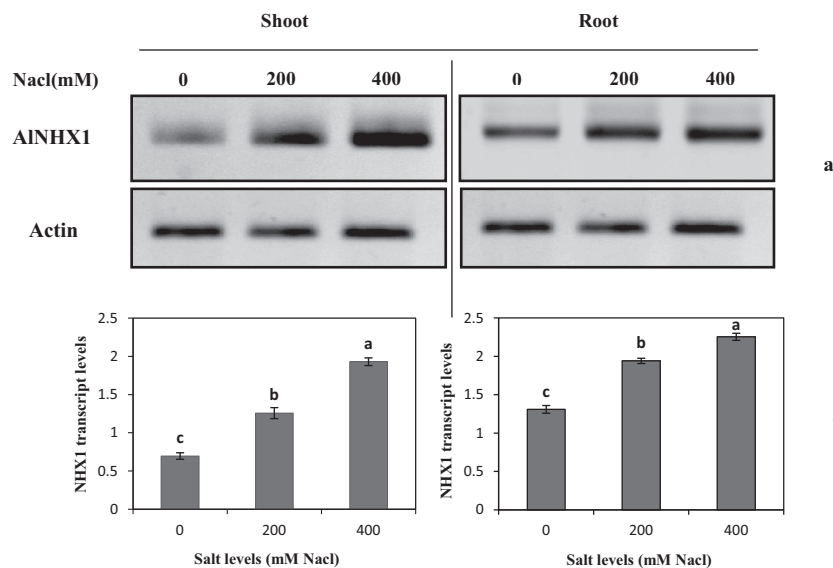 Shoot Root
Nacl(mM) 0 200 400 0 200 400
AlNHX1
a
Actin
NHX1 transcript levels
2.5
2
1.5
1
0.5
0
c
b
a
0 200 400
Salt levels (mM Nacl)
NHX1 transcript levels
2.5
2
1.5
1
0.5
0
c
b
a
0 200 400
Salt levels (mM Nacl)